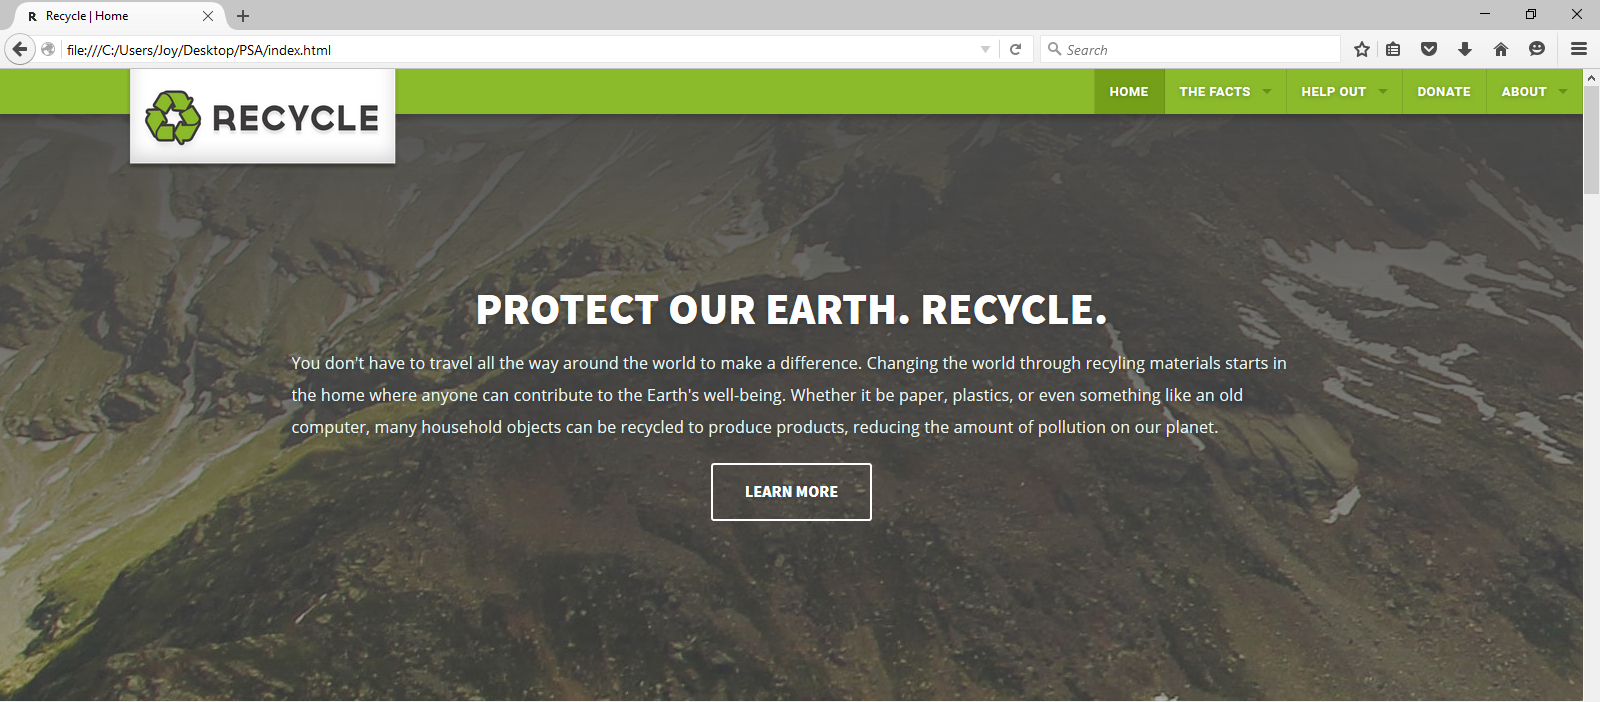 R Recycle | Home
file:///C:/Users/Joy/Desktop/PSA/index.html
Search
RECYCLE
HOME THE FACTS HELP OUT DONATE ABOUT
PROTECT OUR EARTH. RECYCLE.
You don't have to travel all the way around the world to make a difference. Changing the world through recyling materials starts in
the home where anyone can contribute to the Earth's well-being. Whether it be paper, plastics, or even something like an old
computer, many household objects can be recycled to produce products, reducing the amount of pollution on our planet.
LEARN MORE